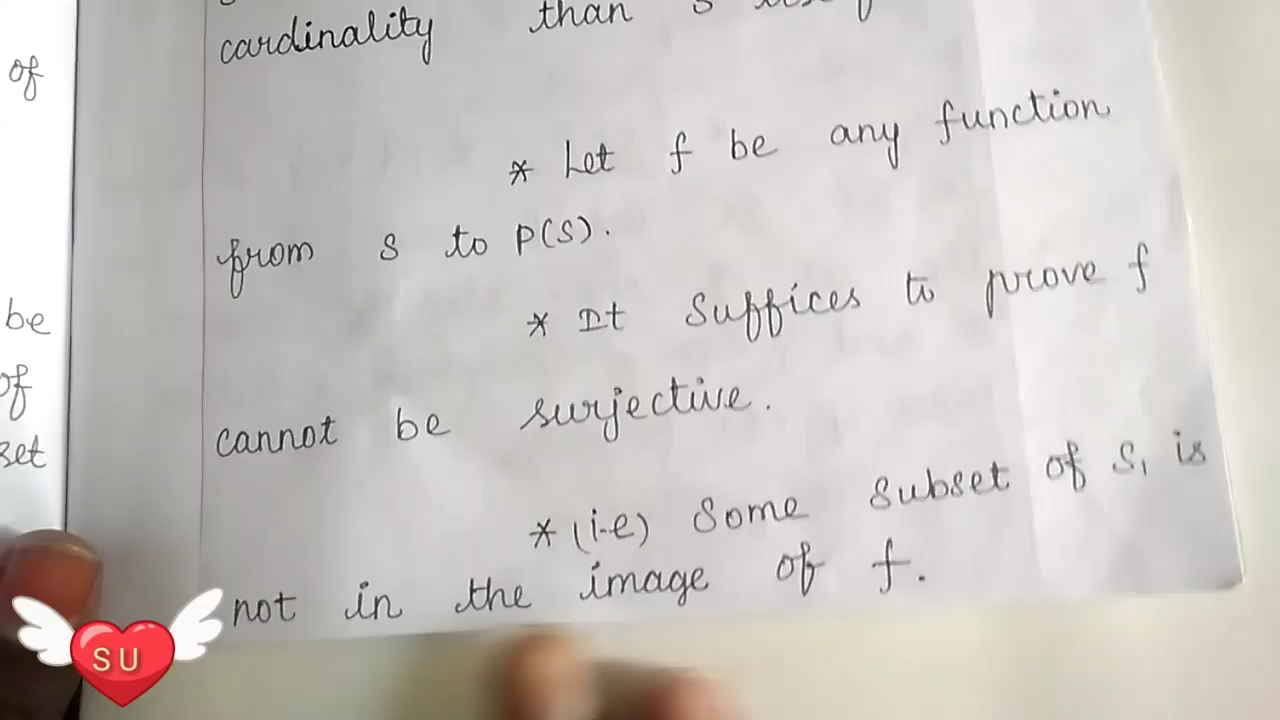 of
be
of
set
cardinality than s itself
* Let f be any function
from s to P(S).
* It suffices to prove f
cannot be surjective.
* (i-e) Some subset of S, is
not in the image of f.
SU